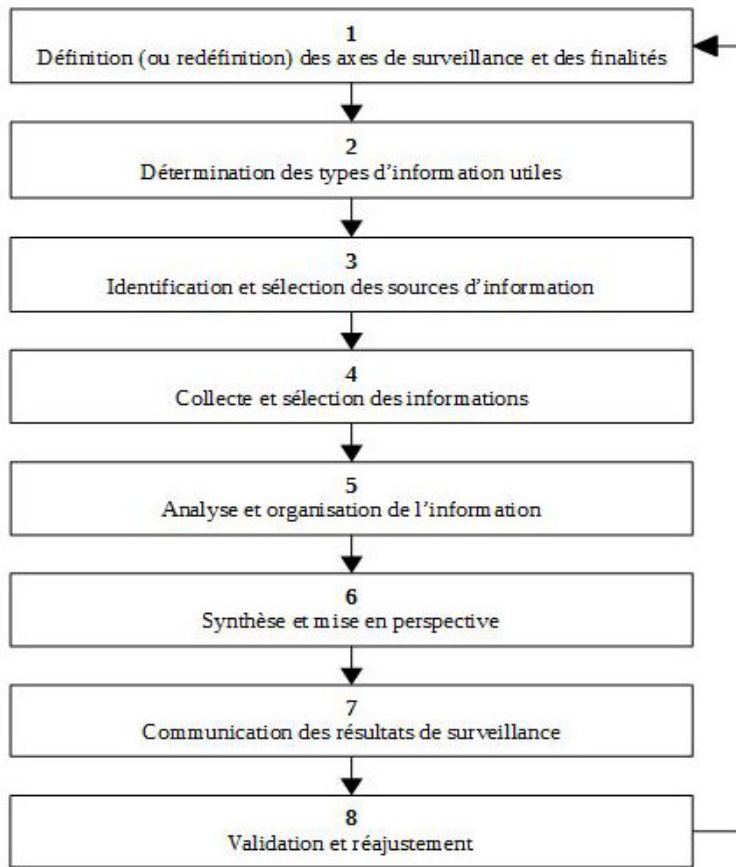 1
Définition (ou redéfinition) des axes de surveillance et des finalités
2
Détermination des types d’information utiles
3
Identification et sélection des sources d’information
4
Collecte et sélection des informations
5
Analyse et organisation de l’information
6
Synthèse et mise en perspective
7
Communication des résultats de surveillance
8
Validation et réajustement